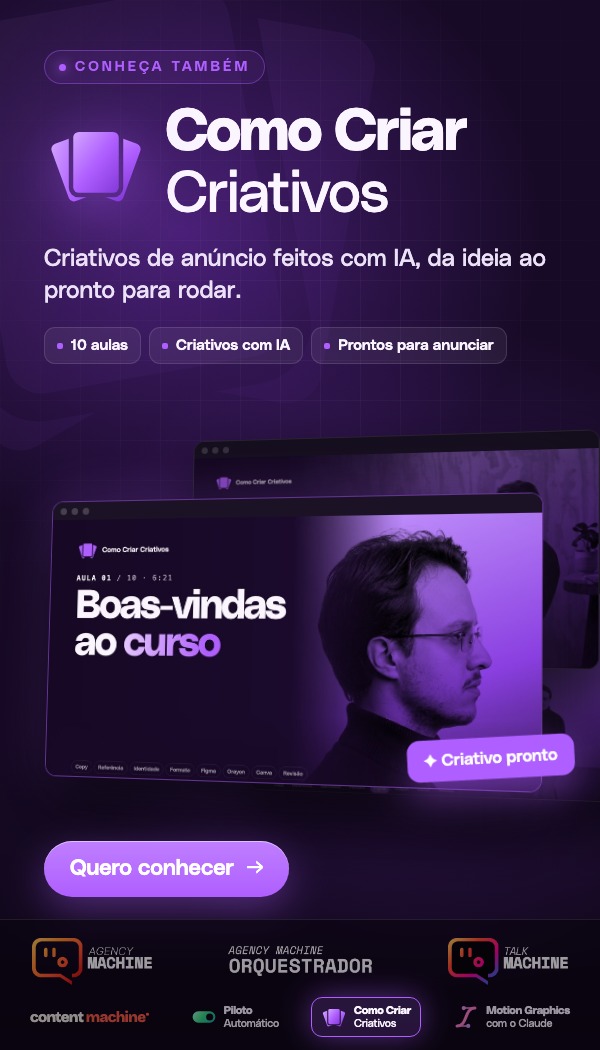 CONHEÇA TAMBÉM
Como Criar
Criativos
Criativos de anúncio feitos com IA, da ideia ao
pronto para rodar.
10 aulas
Criativos com IA
Prontos para anunciar
Como Criar Criativos
Como Criar Criativos
AULA 01 / 10 · 6:21
Boas-vindas
ao curso
Copy Referência Identidade Formato Figma Drayon Canva Revisão
✦ Criativo pronto
Quero conhecer →
AGENCY
MACHINE
AGENCY MACHINE
ORQUESTRADOR
TALK
MACHINE
content machine
Piloto
Automático
Como Criar
Criativos
Motion Graphics
com o Claude